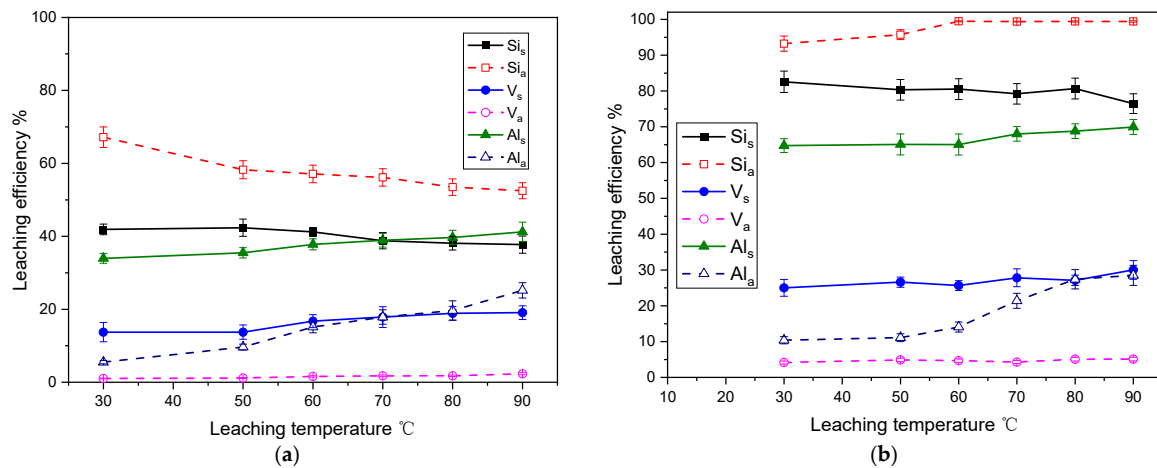 100
80
60
40
20
0
Leaching efficiency %
30 40 50 60 70 80 90
Leaching temperature ℃
Si_s
Si_a
V_s
V_a
Al_s
Al_a
(a)
100
90
80
70
60
50
40
30
20
10
0
Leaching efficiency %
10 20 30 40 50 60 70 80 90
Leaching temperature ℃
Si_s
Si_a
V_s
V_a
Al_s
Al_a
(b)